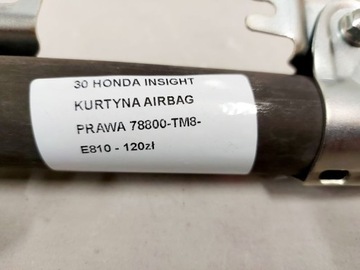 30 HONDA INSIGHT
KURTYNA AIRBAG
PRAWA 78800-TM8-
E810 - 120zł